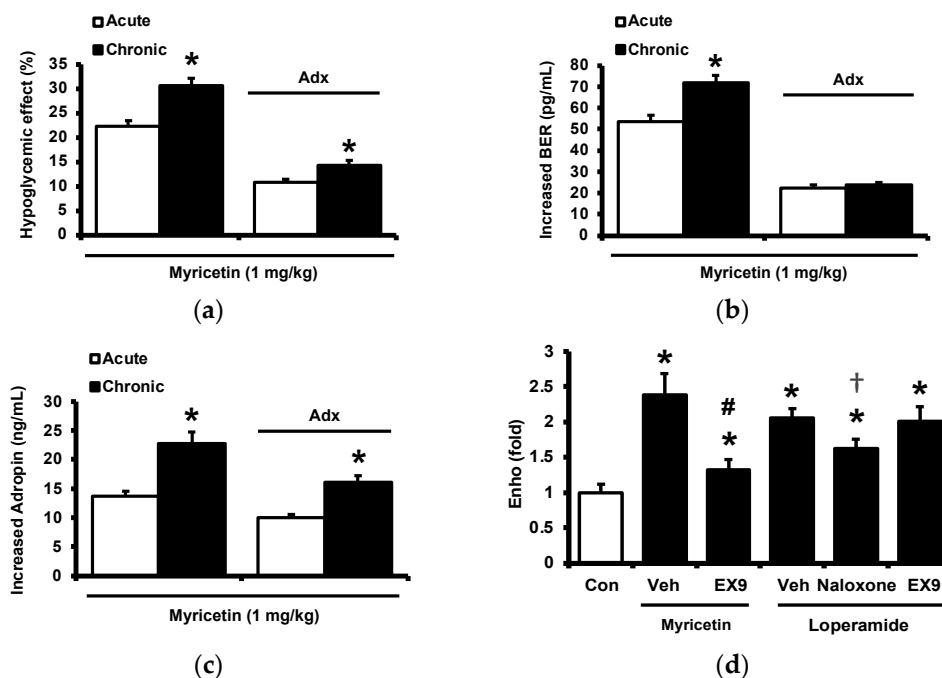 Acute
Chronic
Hypoglycemic effect (%)
35
30
25
20
15
10
5
0
*
Adx
*
Myricetin (1 mg/kg)
(a)
Acute
Chronic
Increased BER (pg/mL)
80
70
60
50
40
30
20
10
0
*
Adx
Myricetin (1 mg/kg)
(b)
Acute
Chronic
Increased Adropin (ng/mL)
30
25
20
15
10
5
0
*
Adx
*
Myricetin (1 mg/kg)
(c)
Enho (fold)
3
2.5
2
1.5
1
0.5
0
*
#
*
*
†
*
*
Con Veh EX9 Veh Naloxone EX9
Myricetin Loperamide
(d)